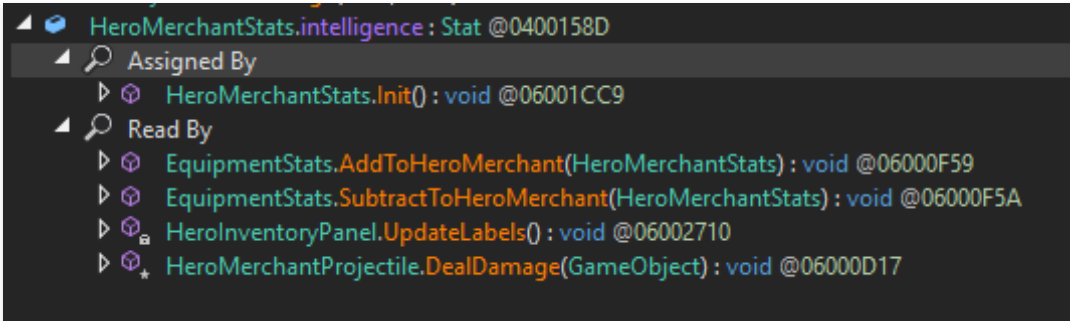 HeroMerchantStats.intelligence : Stat @0400158D
Assigned By
HeroMerchantStats.Init() : void @06001CC9
Read By
EquipmentStats.AddToHeroMerchant(HeroMerchantStats) : void @06000F59
EquipmentStats.SubtractToHeroMerchant(HeroMerchantStats) : void @06000F5A
HeroInventoryPanel.UpdateLabels() : void @06002710
HeroMerchantProjectile.DealDamage(GameObject) : void @06000D17